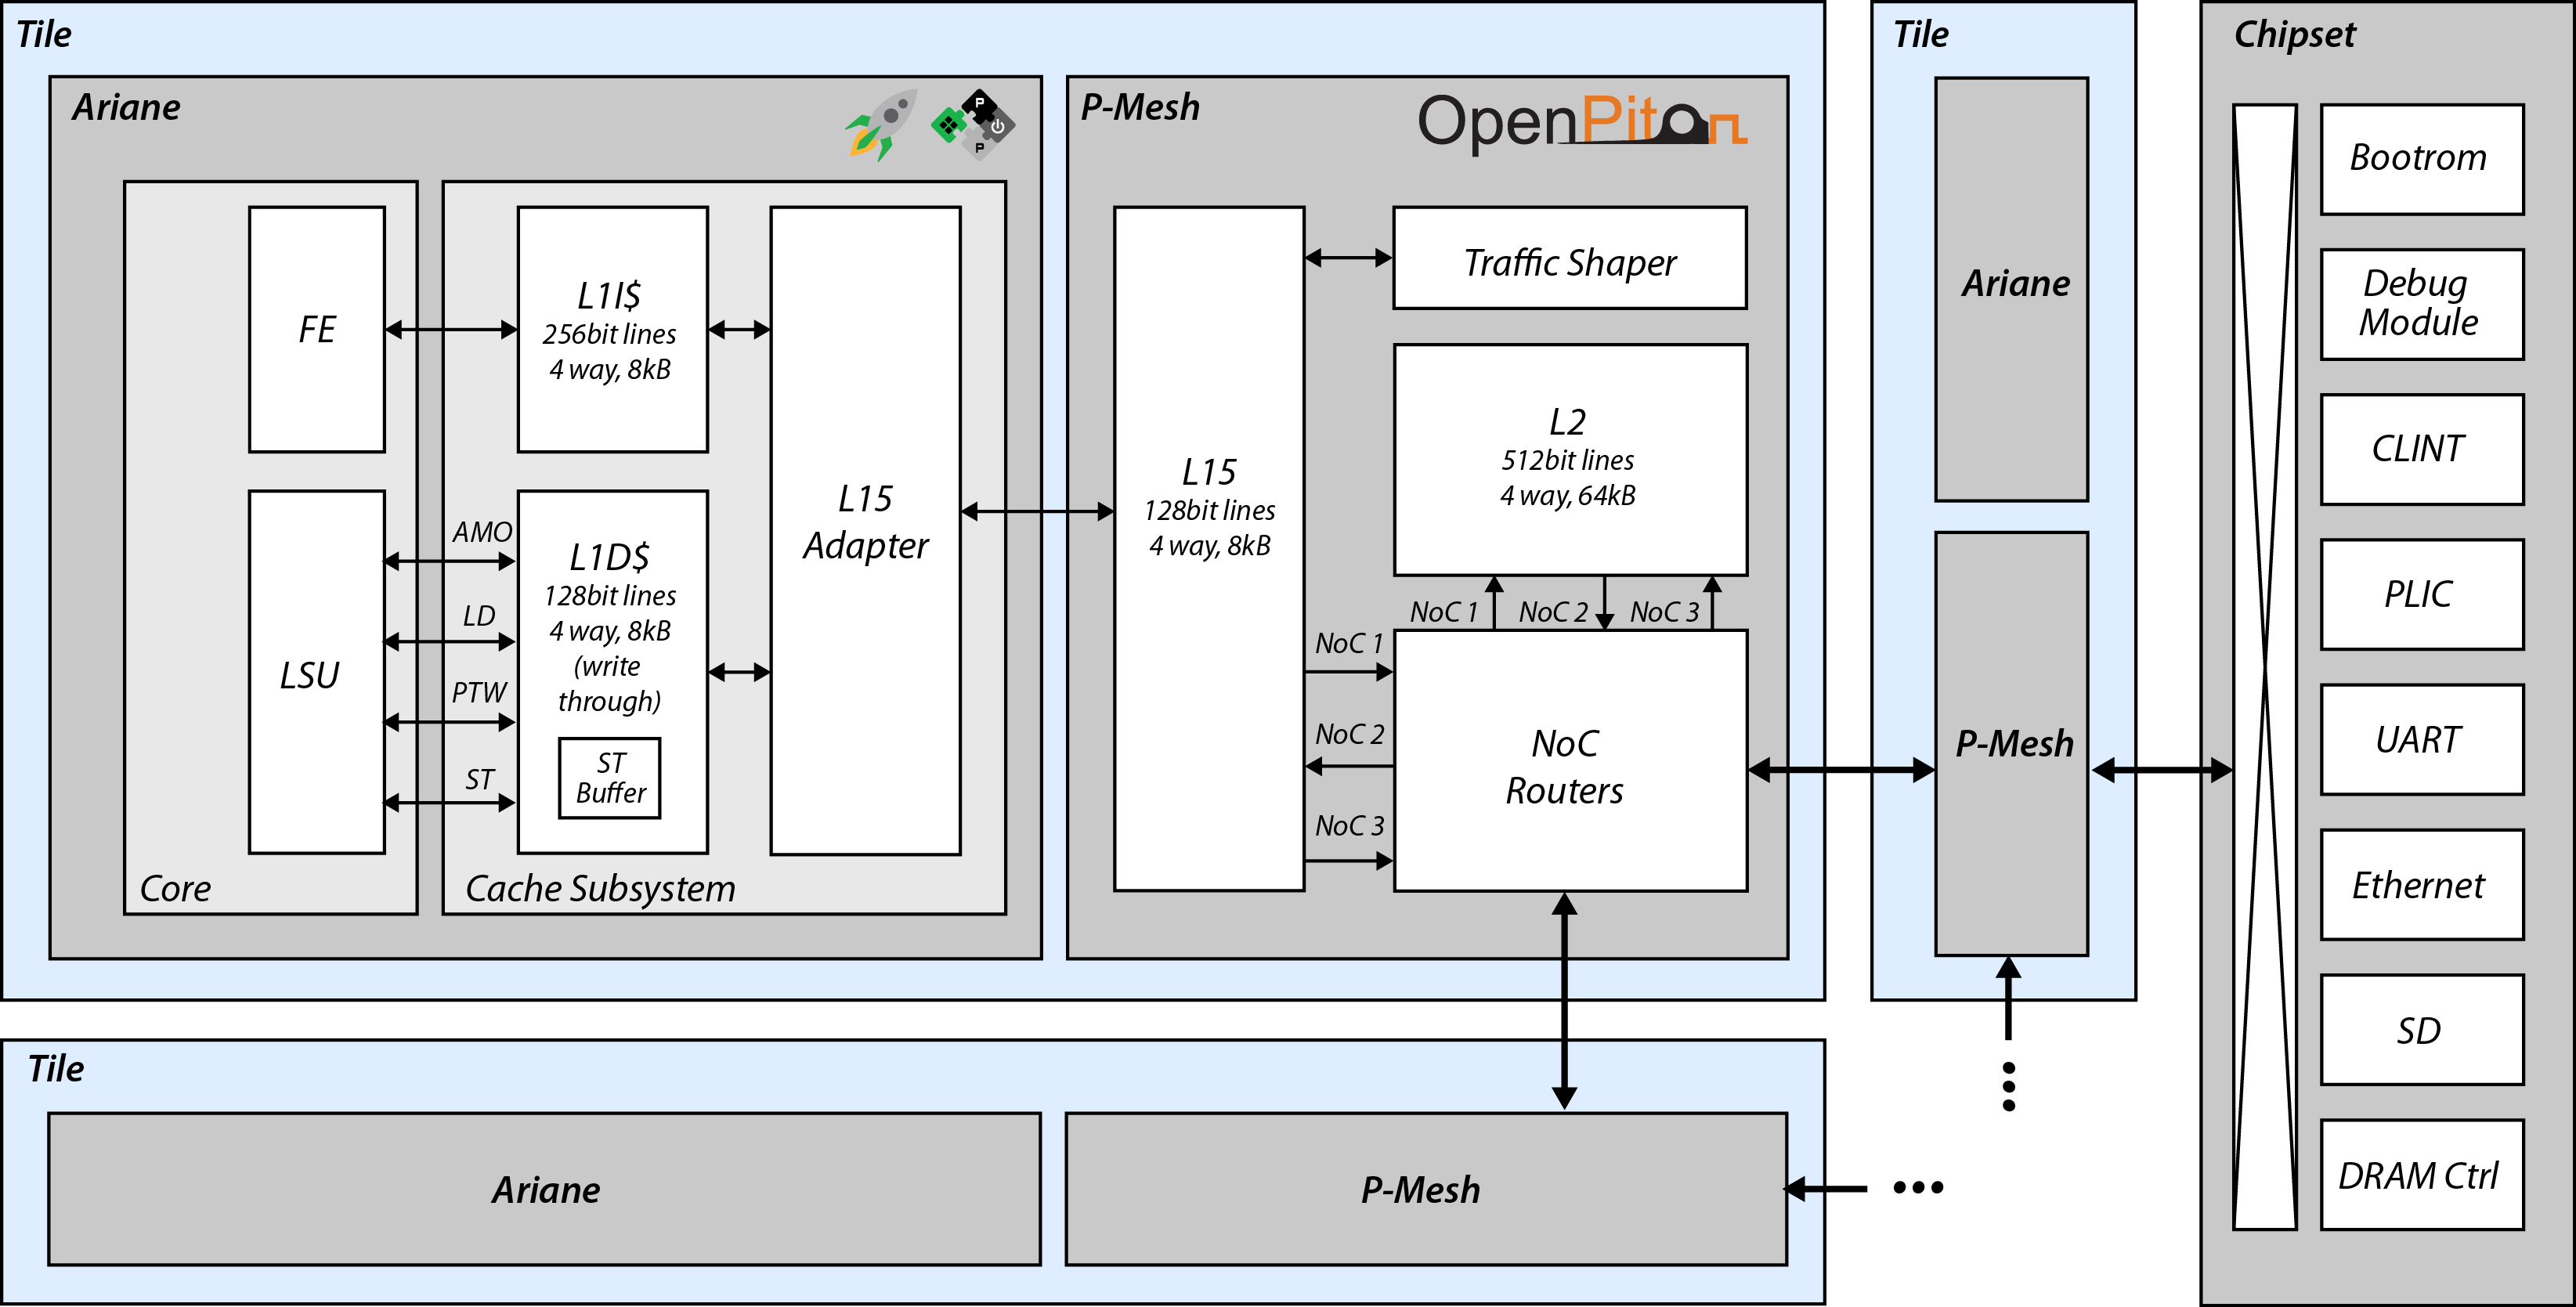 Tile
Ariane
P
P
Core
FE
LSU
AMO
LD
PTW
ST
Cache Subsystem
L1I$
256bit lines
4 way, 8kB
L1D$
128bit lines
4 way, 8kB
(write
through)
ST
Buffer
L15
Adapter
P-Mesh
OpenPiton
L15
128bit lines
4 way, 8kB
Traffic Shaper
L2
512bit lines
4 way, 64kB
NoC 1
NoC 2
NoC 3
NoC 1
NoC 2
NoC 3
NoC
Routers
Tile
Ariane
P-Mesh
Chipset
Bootrom
Debug
Module
CLINT
PLIC
UART
Ethernet
SD
DRAM Ctrl
Tile
Ariane
P-Mesh